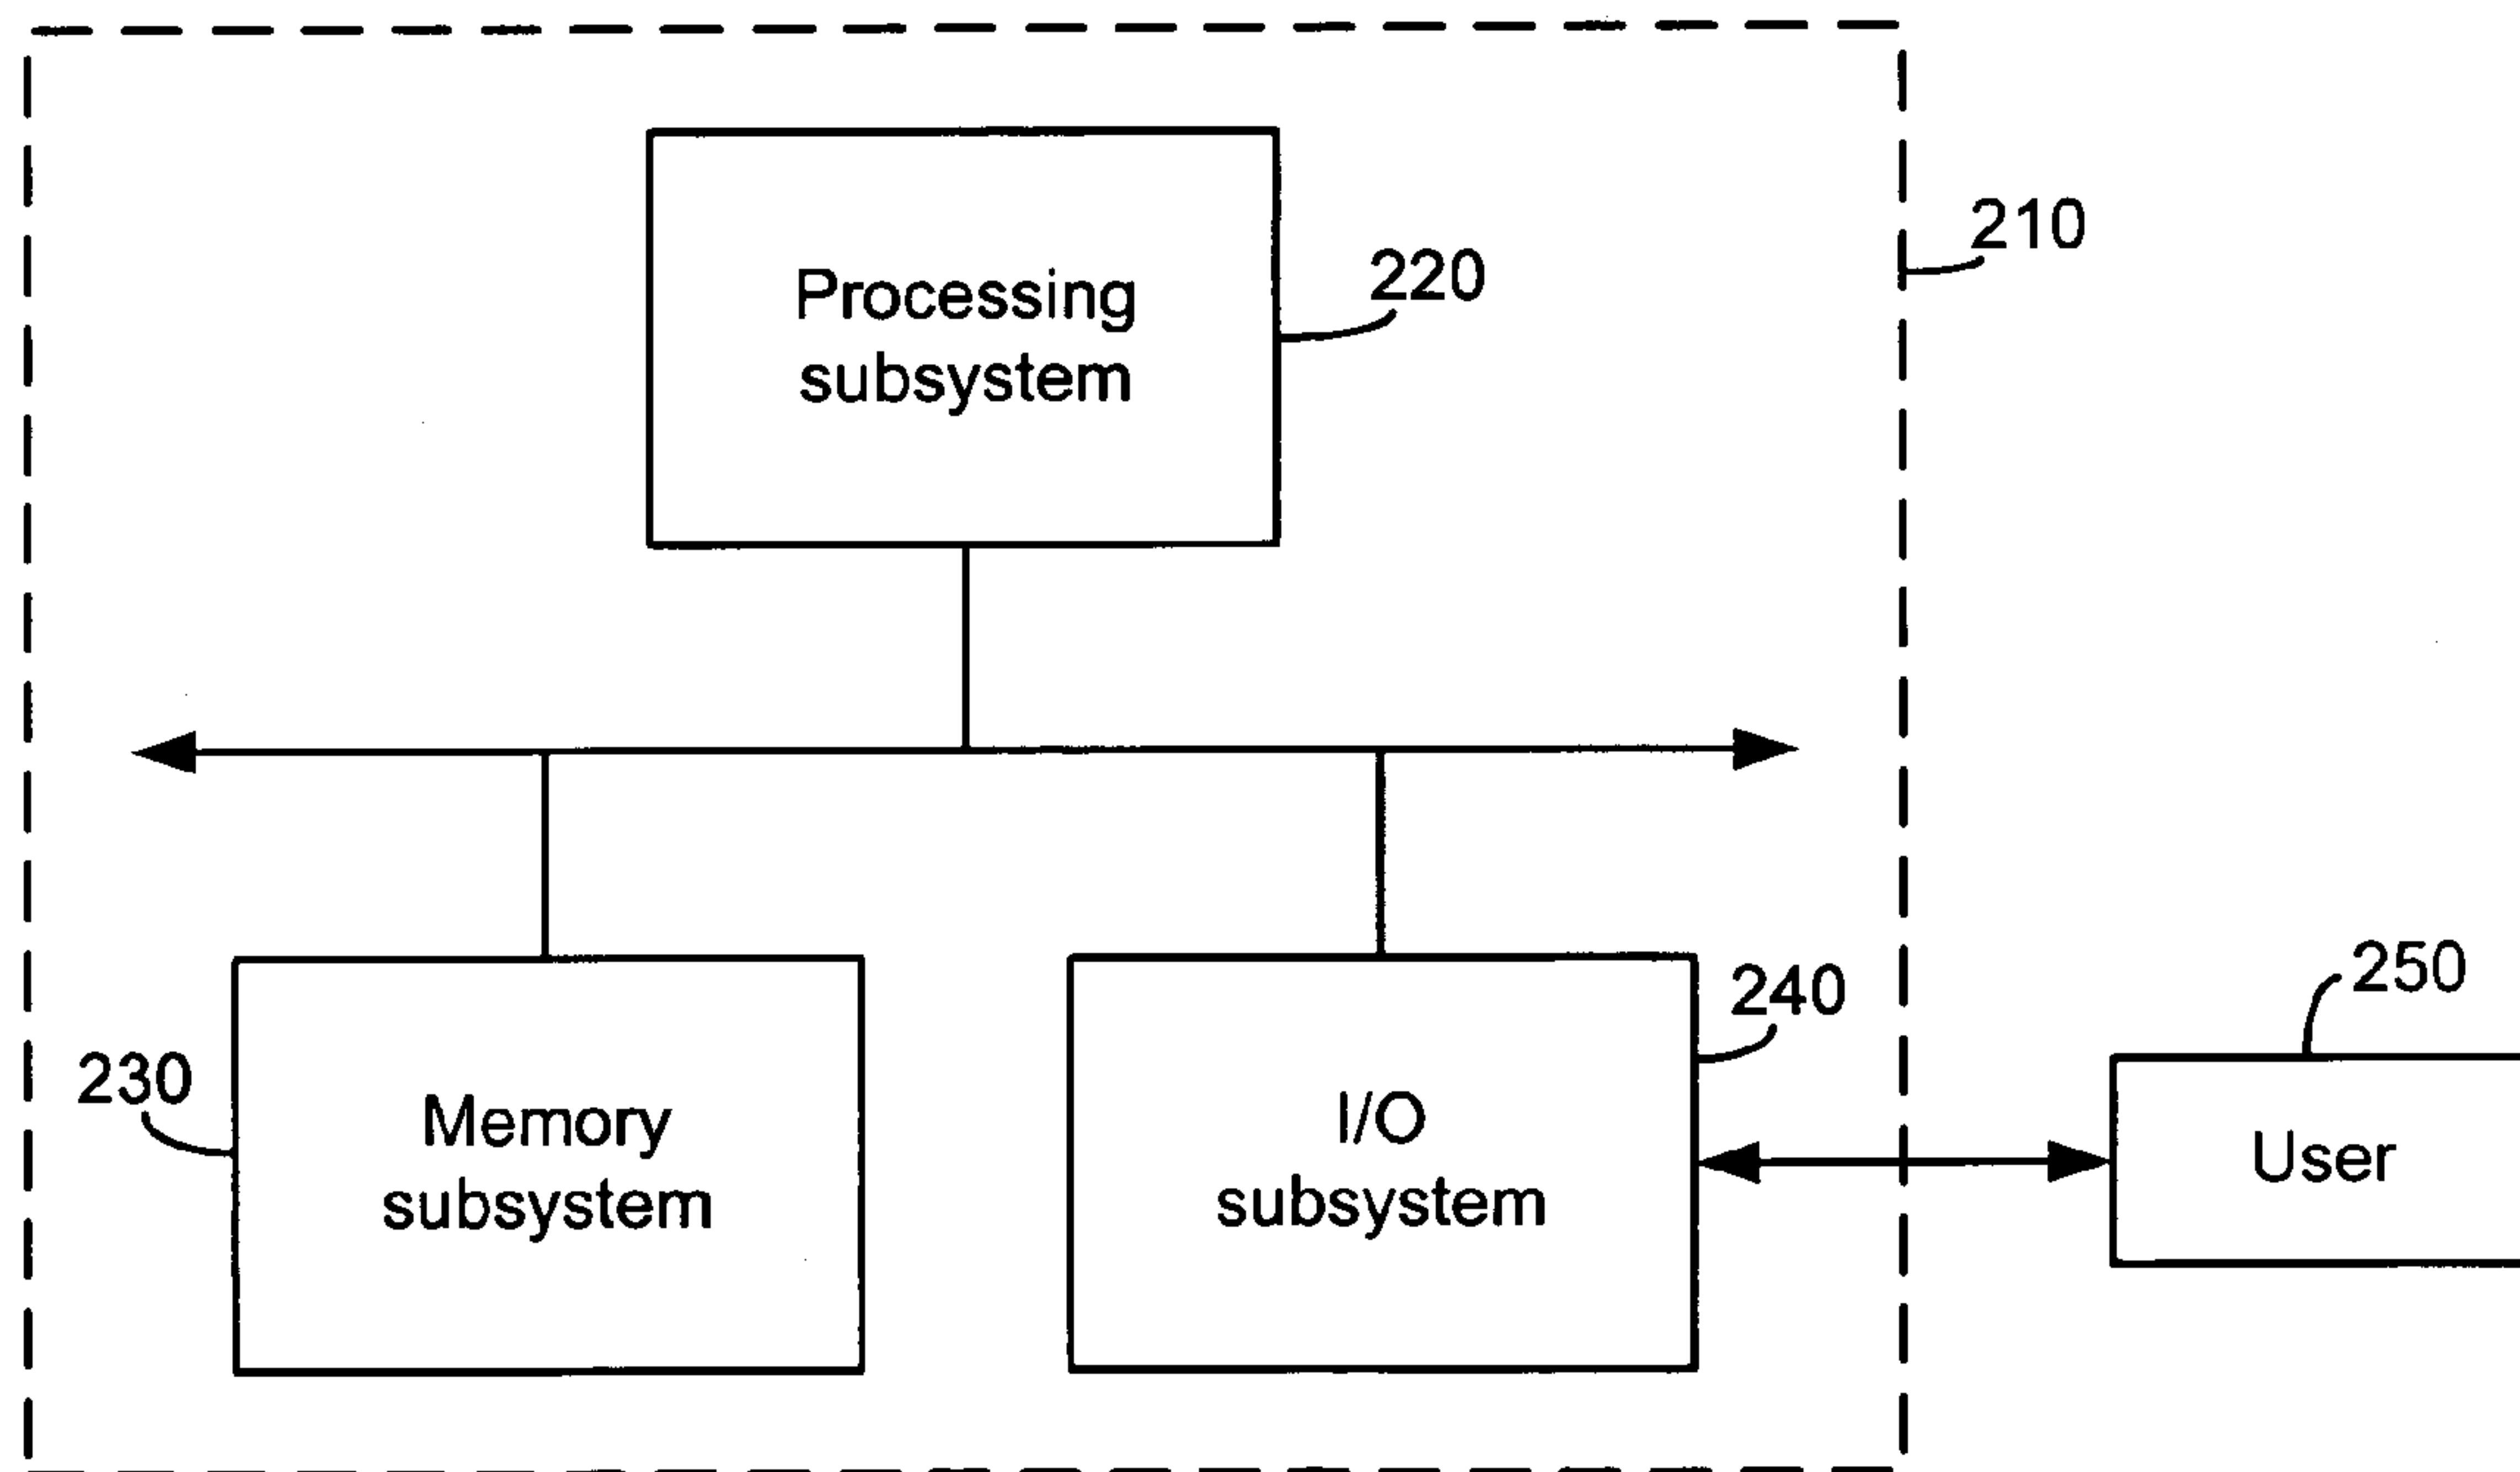 210
220
Processing
subsystem
230
Memory
subsystem
240
I/O
subsystem
250
User